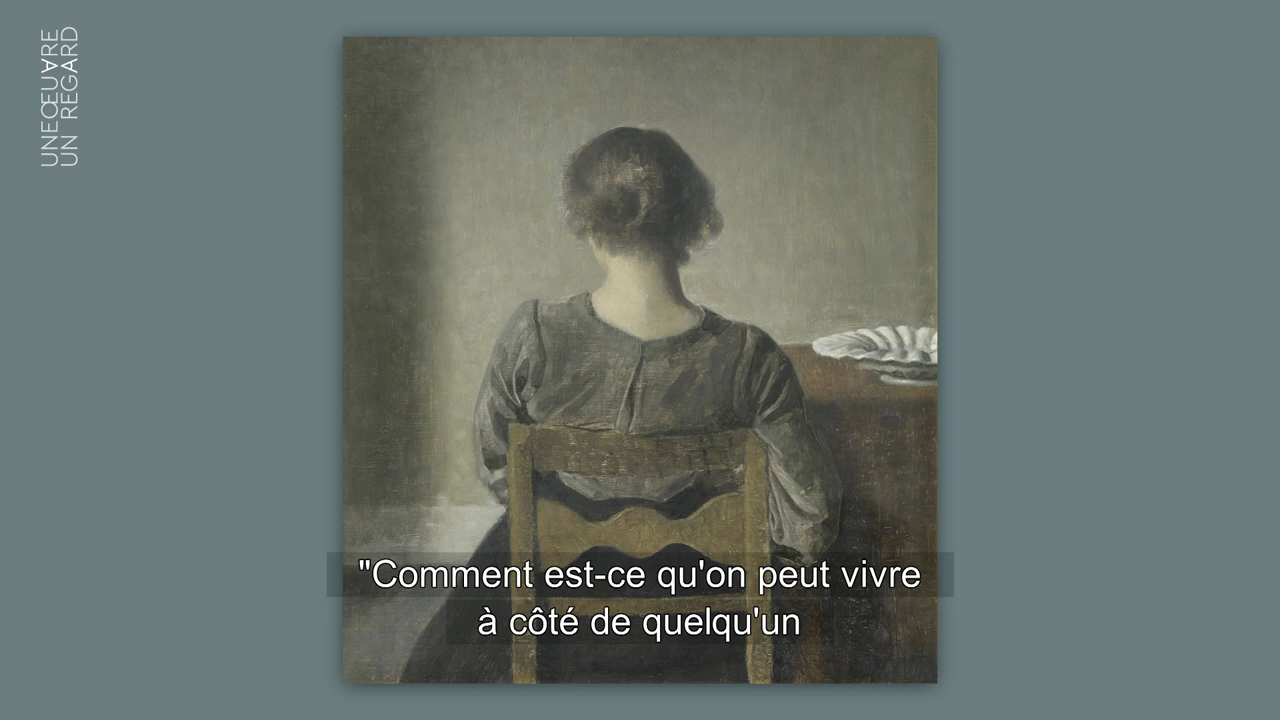 UNE ŒUVRE
UN REGARD
"Comment est-ce qu'on peut vivre
à côté de quelqu'un